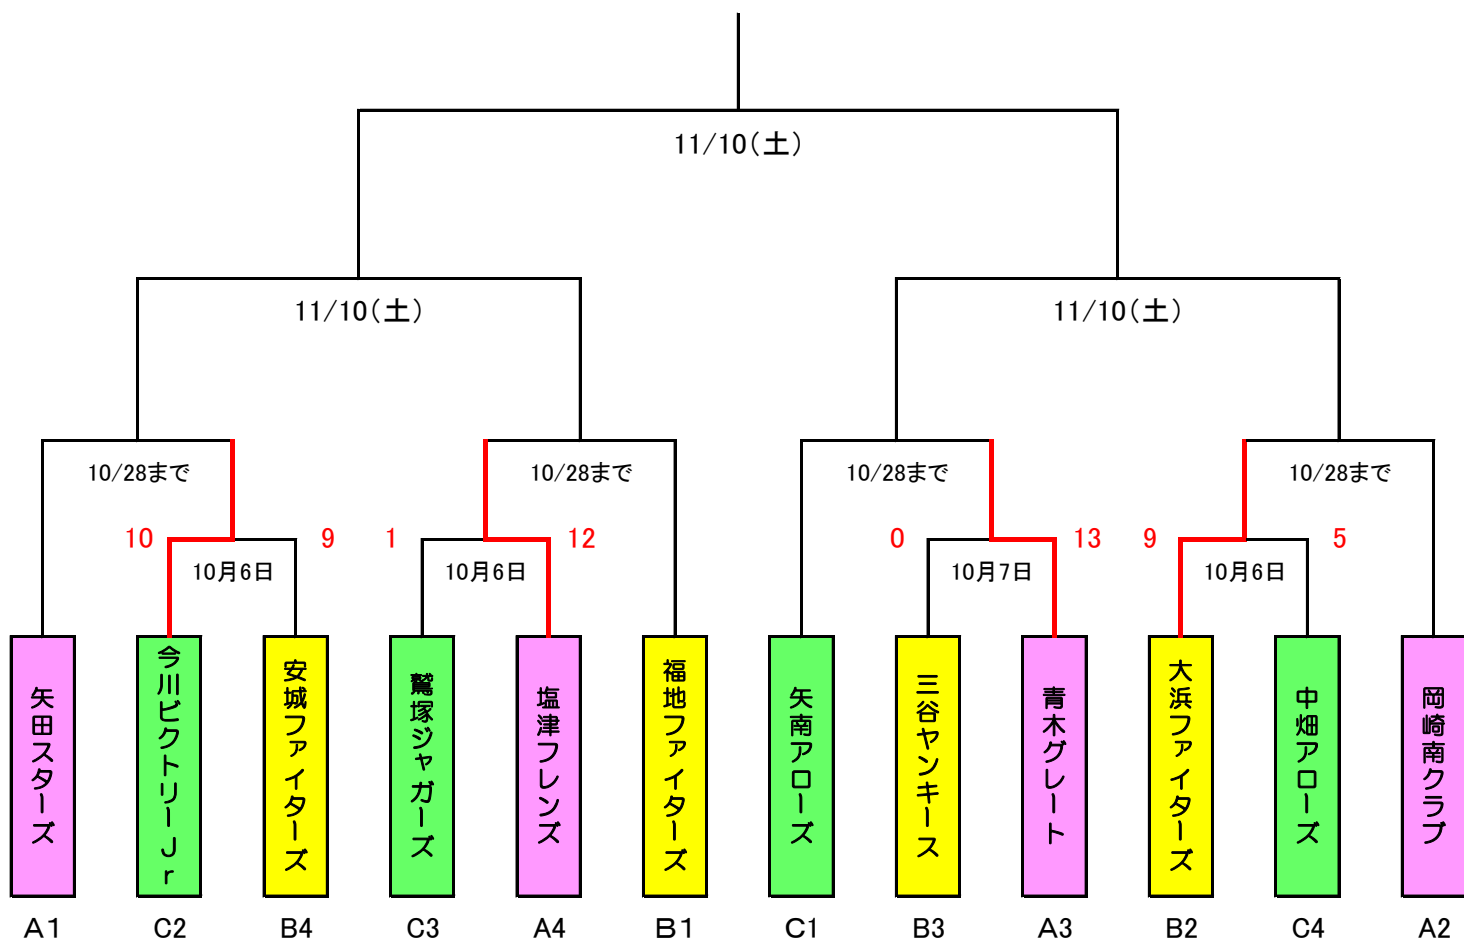 11/10(土)
11/10(土)
11/10(土)
10/28まで
10/28まで
10/28まで
10/28まで
10
9
1
12
0
13
9
5
10月6日
10月6日
10月7日
10月6日
矢田スターズ
今川ビクトリーJr
安城ファイターズ
鷲塚ジャガーズ
塩津フレンズ
福地ファイターズ
矢南アローズ
三谷ヤンキース
青木グレート
大浜ファイターズ
中畑アローズ
岡崎南クラブ
A1
C2
B4
C3
A4
B1
C1
B3
A3
B2
C4
A2